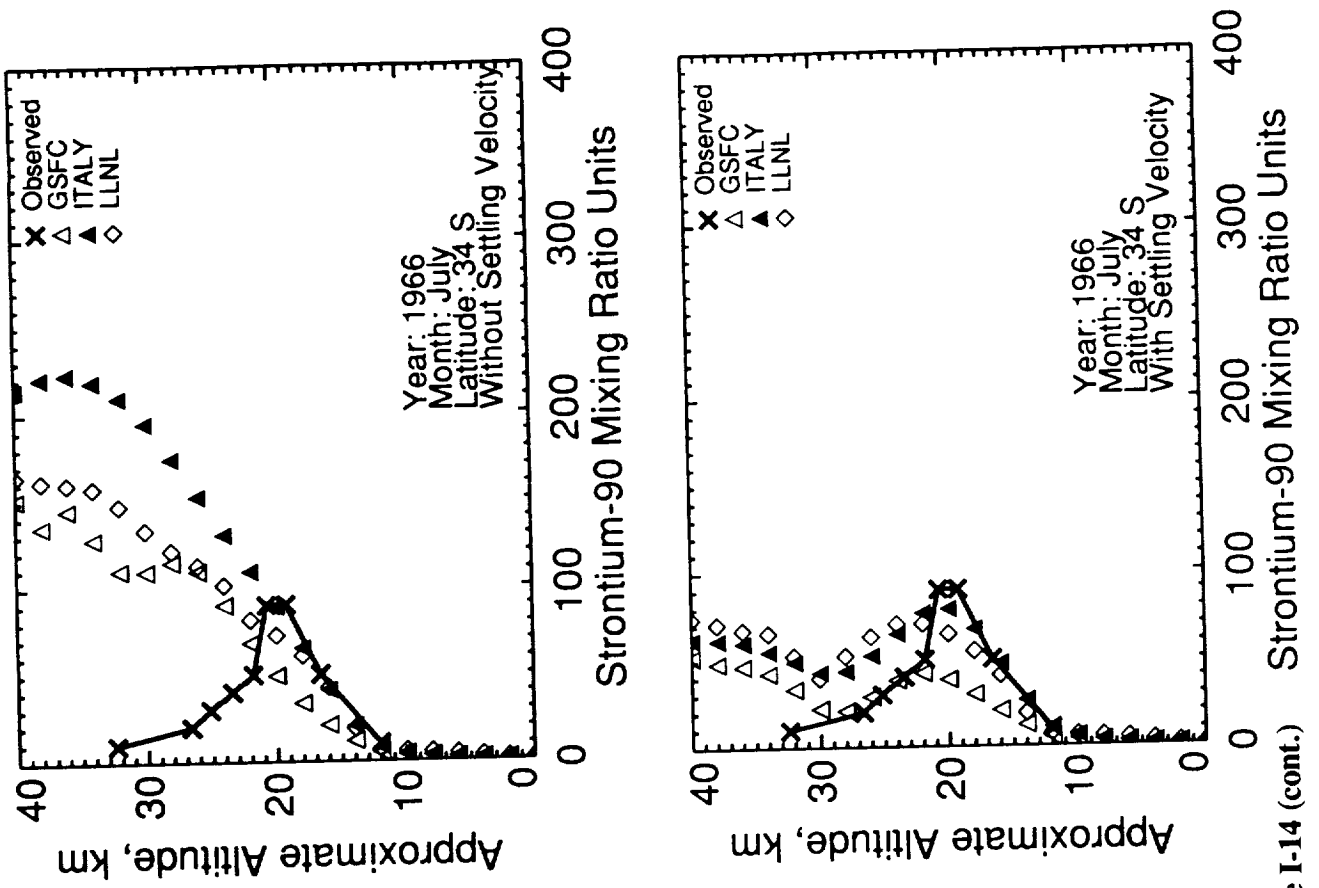 40
30
20
10
0
Approximate Altitude, km
Observed
GSFC
ITALY
LLNL
Year: 1966
Month: July
Latitude: 34 S
Without Settling Velocity
0 100 200 300 400
Strontium-90 Mixing Ratio Units
40
30
20
10
0
Approximate Altitude, km
Observed
GSFC
ITALY
LLNL
Year: 1966
Month: July
Latitude: 34 S
With Settling Velocity
0 100 200 300 400
Strontium-90 Mixing Ratio Units
e I-14 (cont.)